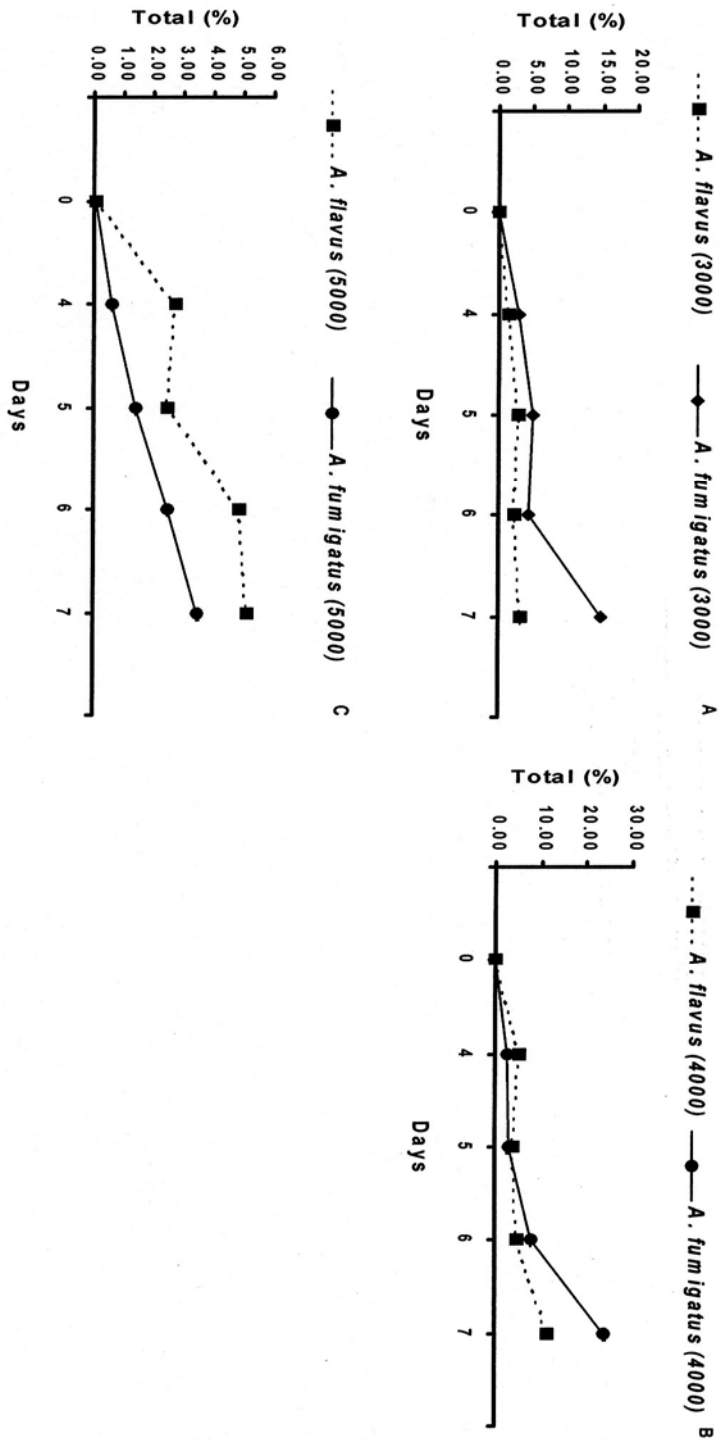 A. flavus (3000) A. fumigatus (3000) A
Total (%)
20.00
15.00
10.00
5.00
0.00
0 4 5 6 7
Days
A. flavus (4000) A. fumigatus (4000) B
Total (%)
30.00
20.00
10.00
0.00
0 4 5 6 7
Days
A. flavus (5000) A. fumigatus (5000) C
Total (%)
6.00
5.00
4.00
3.00
2.00
1.00
0.00
0 4 5 6 7
Days